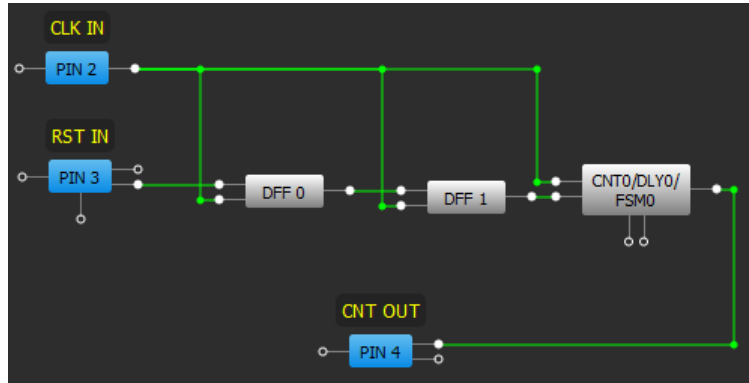 CLK IN
PIN 2
RST IN
PIN 3
DFF 0
DFF 1
CNT0/DLY0/
FSM0
CNT OUT
PIN 4